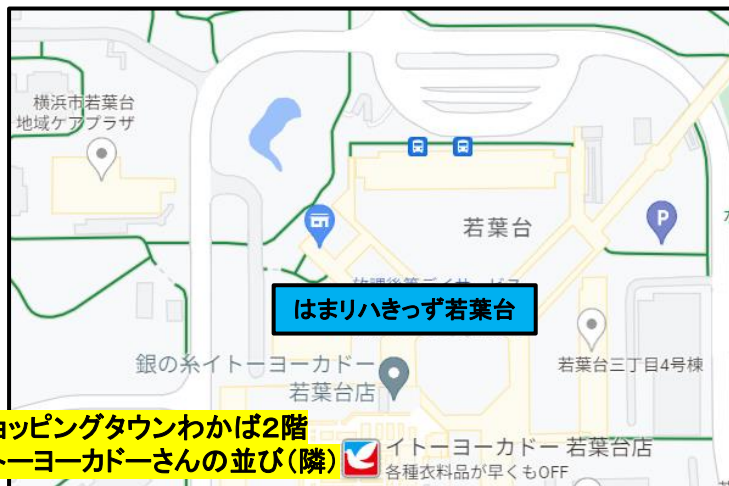 横浜市若葉台
地域ケアプラザ
若葉台
P
はまリハきっず若葉台
銀の糸イトーヨーカドー
若葉台店
若葉台三丁目4号棟
ョッピングタウンわかば2階
トーヨーカドーさんの並び(隣)
イトーヨーカドー 若葉台店
各種衣料品が早くもOFF